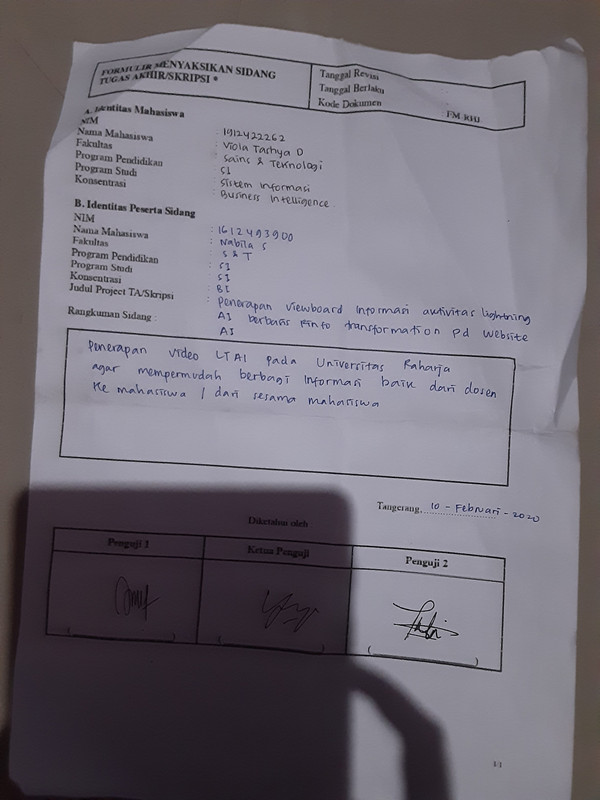 FORMULIR MENYAKSIKAN SIDANG
TUGAS AKHIR/SKRIPSI *
Tanggal Revisi
Tanggal Berlaku
Kode Dokumen : FM RHJ
A. Identitas Mahasiswa
NIM : 1912422262
Nama Mahasiswa : Viola Tashya D
Fakultas : Sains & Teknologi
Program Pendidikan : S1
Program Studi : Sistem Informasi
Konsentrasi : Business Intelligence
B. Identitas Peserta Sidang
NIM : 1612493900
Nama Mahasiswa : Nabila S
Fakultas : S & T
Program Pendidikan : S1
Program Studi : SI
Konsentrasi : BI
Judul Project TA/Skripsi : Penerapan Viewboard Informasi aktivitas lightning
AI berbasis Rinfo transformation pd website
AI
Rangkuman Sidang :
Penerapan video LTAI pada Universitas Raharja
agar mempermudah berbagi informasi baik dari dosen
ke mahasiswa / dari sesama mahasiswa
Tangerang, 10 - Februari - 2020
Diketahui oleh
Penguji 1 Ketua Penguji Penguji 2
1/1